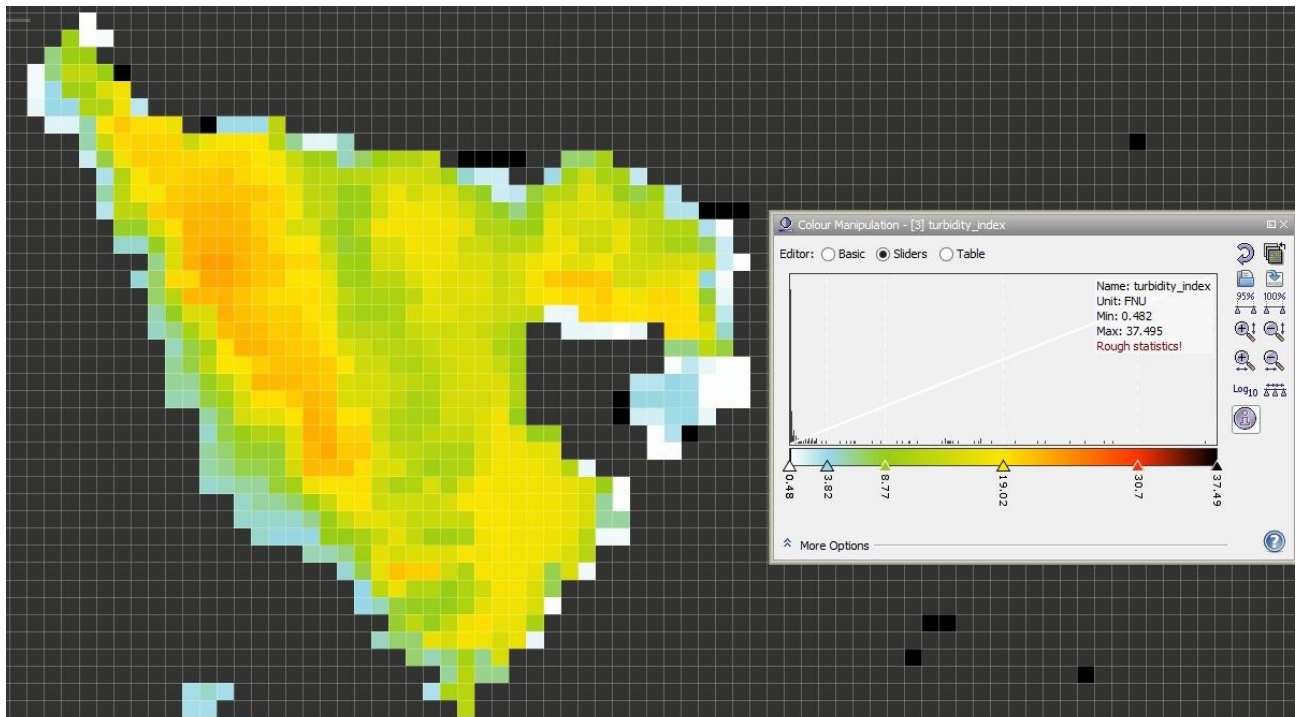 Colour Manipulation - [3] turbidity_index
Editor: Basic Sliders Table
Name: turbidity_index
Unit: FNU
Min: 0.482
Max: 37.495
Rough statistics!
95% 100%
Log10
0.48 3.82 8.77 19.02 30.7 37.49
More Options
?